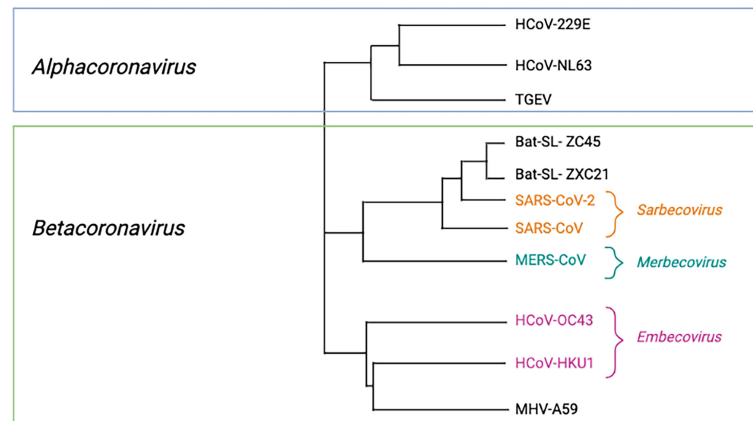 Alphacoronavirus
HCoV-229E
HCoV-NL63
TGEV
Betacoronavirus
Bat-SL- ZC45
Bat-SL- ZXC21
SARS-CoV-2
SARS-CoV
Sarbecovirus
MERS-CoV
Merbecovirus
HCoV-OC43
HCoV-HKU1
Embecovirus
MHV-A59